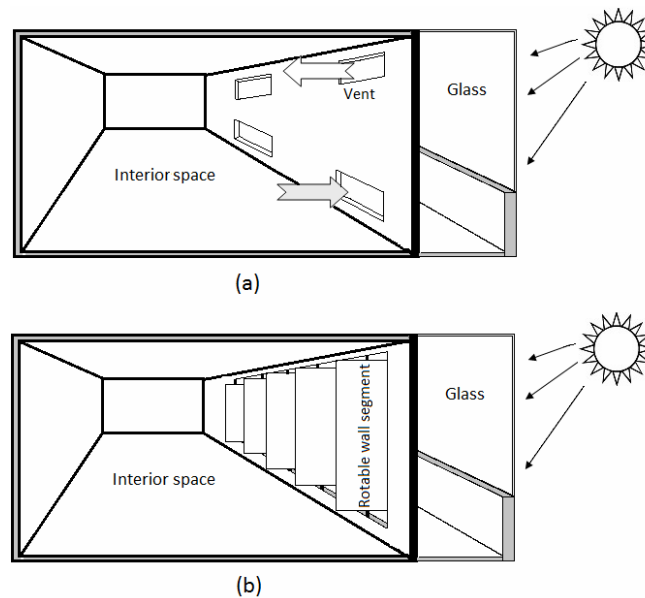 Glass
Vent
Interior space
(a)
Glass
Rotable wall segment
Interior space
(b)